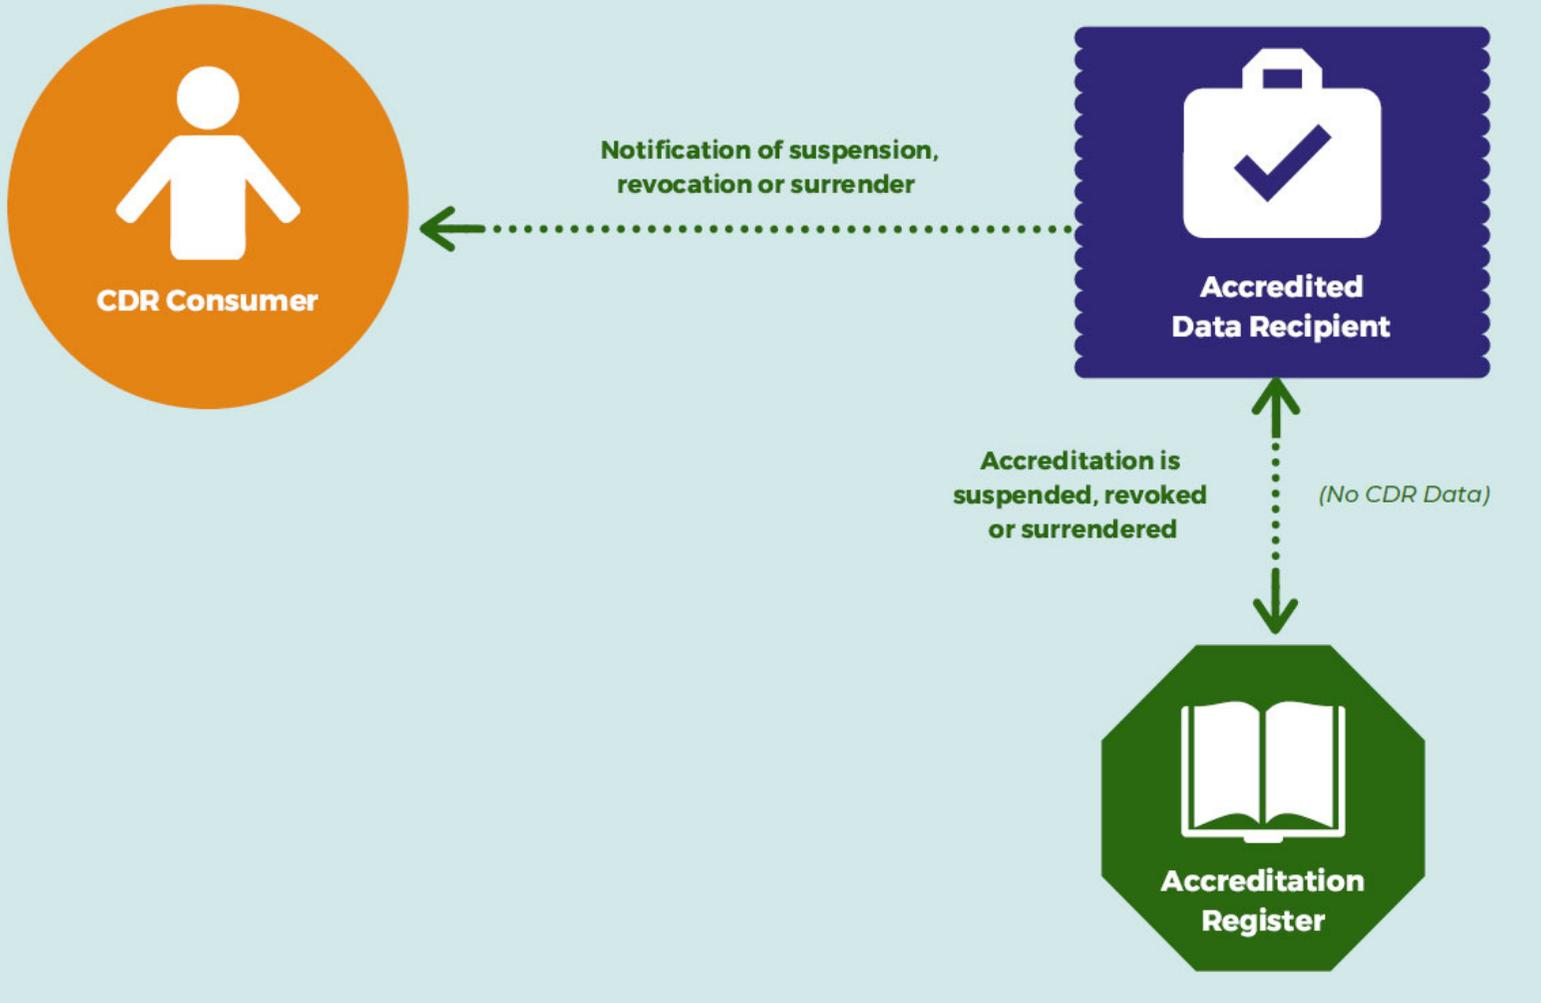 Notification of suspension,
revocation or surrender
CDR Consumer
Accredited
Data Recipient
Accreditation is
suspended, revoked
or surrendered
(No CDR Data)
Accreditation
Register